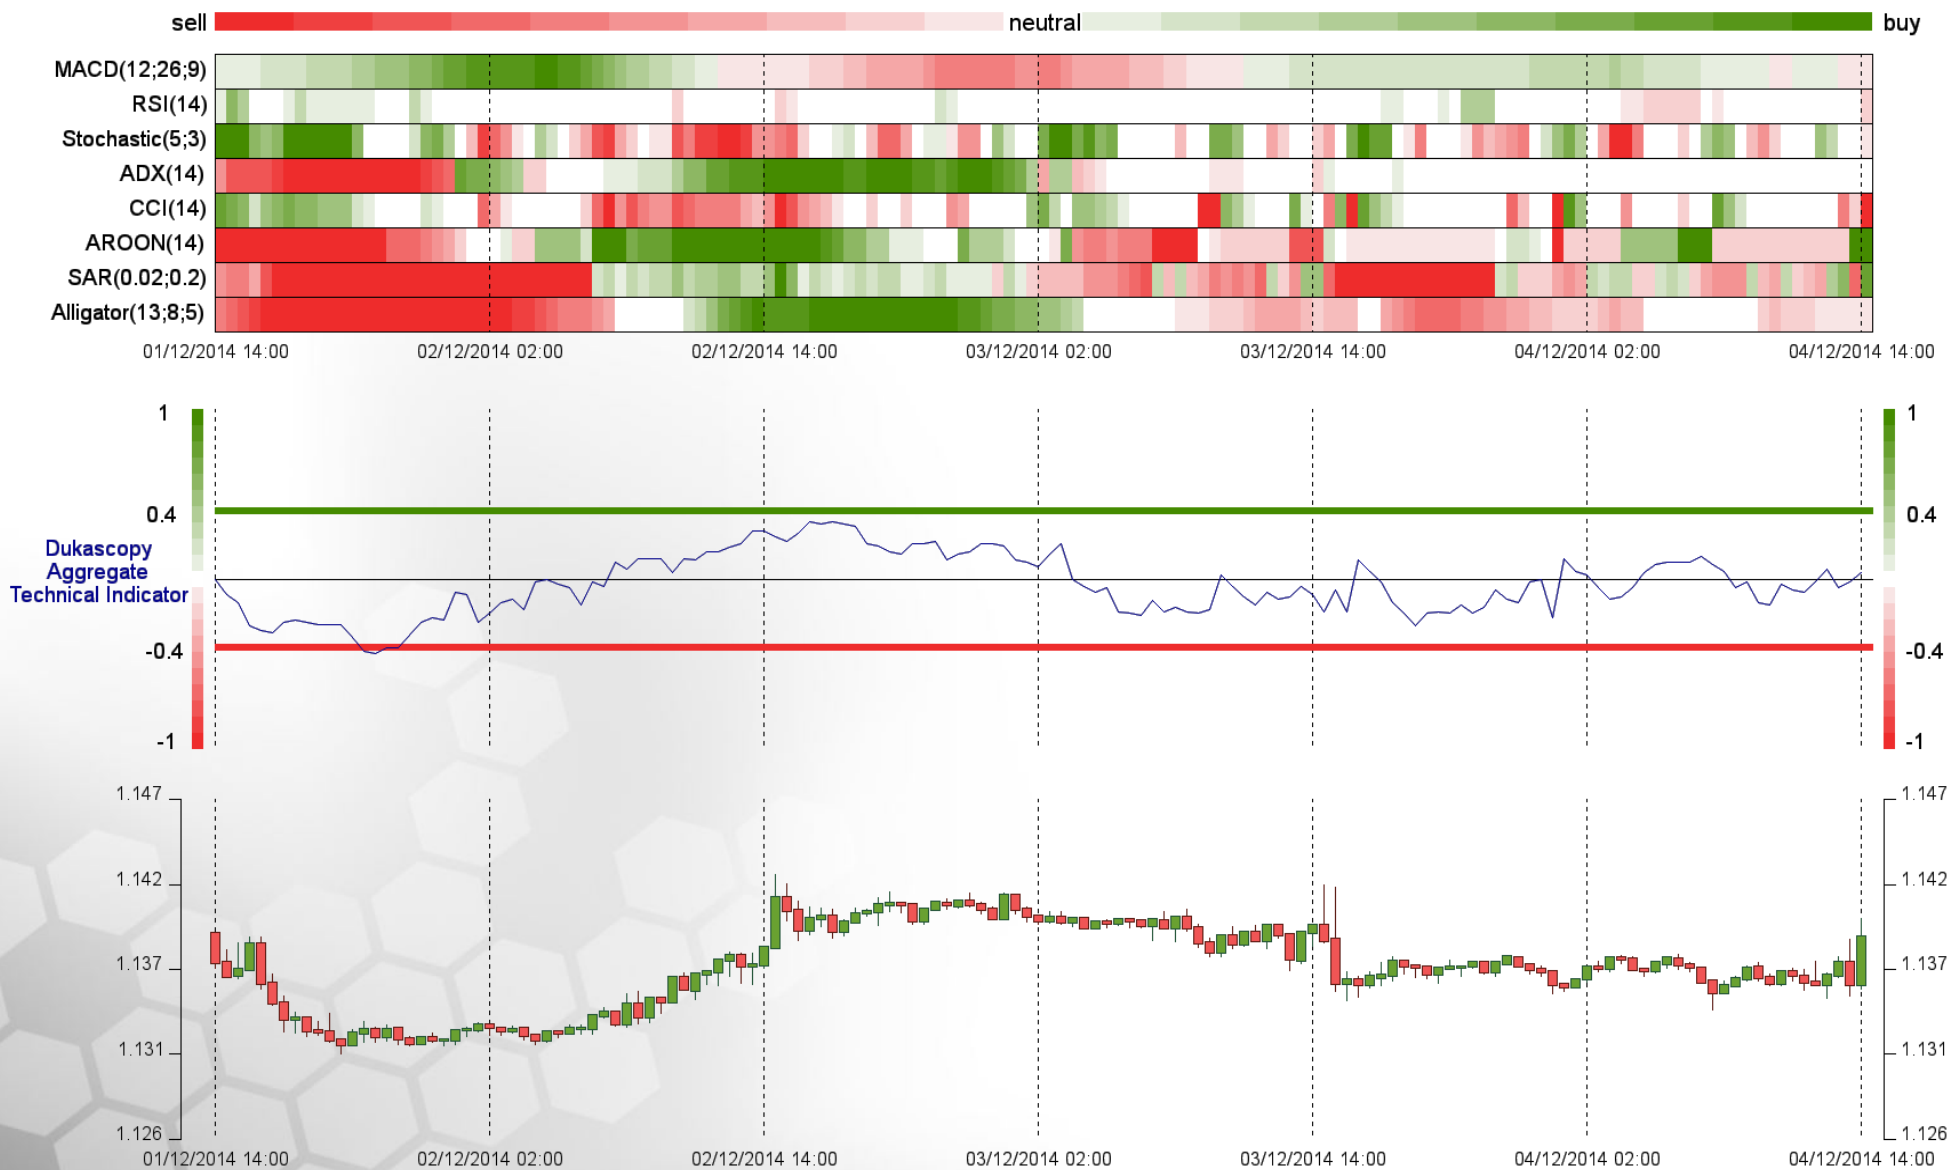 sell neutral buy
MACD(12;26;9)
RSI(14)
Stochastic(5;3)
ADX(14)
CCI(14)
AROON(14)
SAR(0.02;0.2)
Alligator(13;8;5)
01/12/2014 14:00 02/12/2014 02:00 02/12/2014 14:00 03/12/2014 02:00 03/12/2014 14:00 04/12/2014 02:00 04/12/2014 14:00
1 1
0.4 0.4
Dukascopy
Aggregate
Technical Indicator
-0.4 -0.4
-1 -1
1.147 1.147
1.142 1.142
1.137 1.137
1.131 1.131
1.126 1.126
01/12/2014 14:00 02/12/2014 02:00 02/12/2014 14:00 03/12/2014 02:00 03/12/2014 14:00 04/12/2014 02:00 04/12/2014 14:00